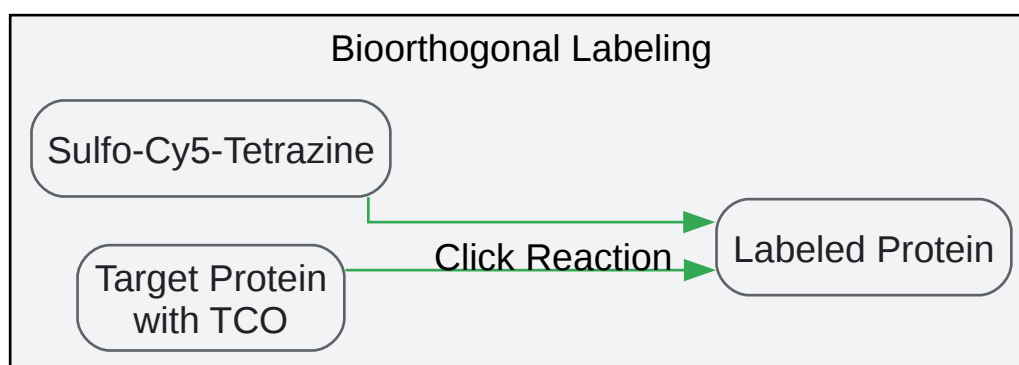 Bioorthogonal Labeling
Sulfo-Cy5-Tetrazine
Target Protein
with TCO
Click Reaction
Labeled Protein